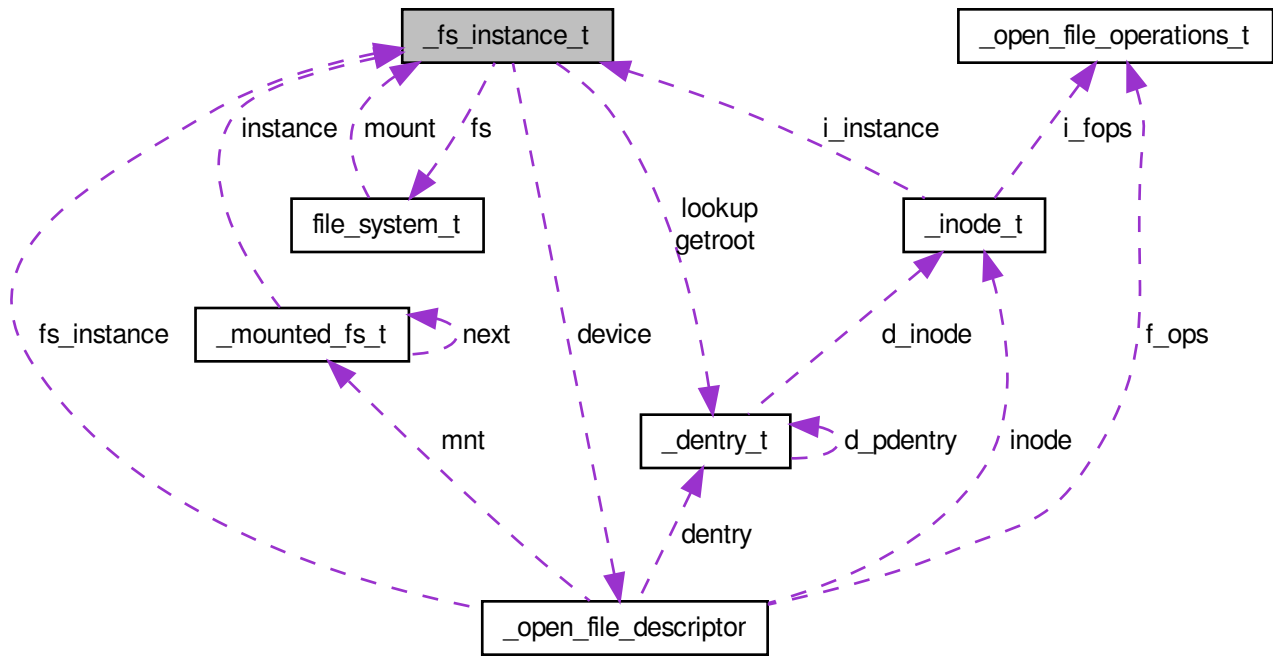 _fs_instance_t
_open_file_operations_t
instance
mount
fs
i_instance
i_fops
file_system_t
lookup
getroot
_inode_t
fs_instance
_mounted_fs_t
next
device
d_inode
f_ops
mnt
_dentry_t
d_pdentry
inode
dentry
_open_file_descriptor